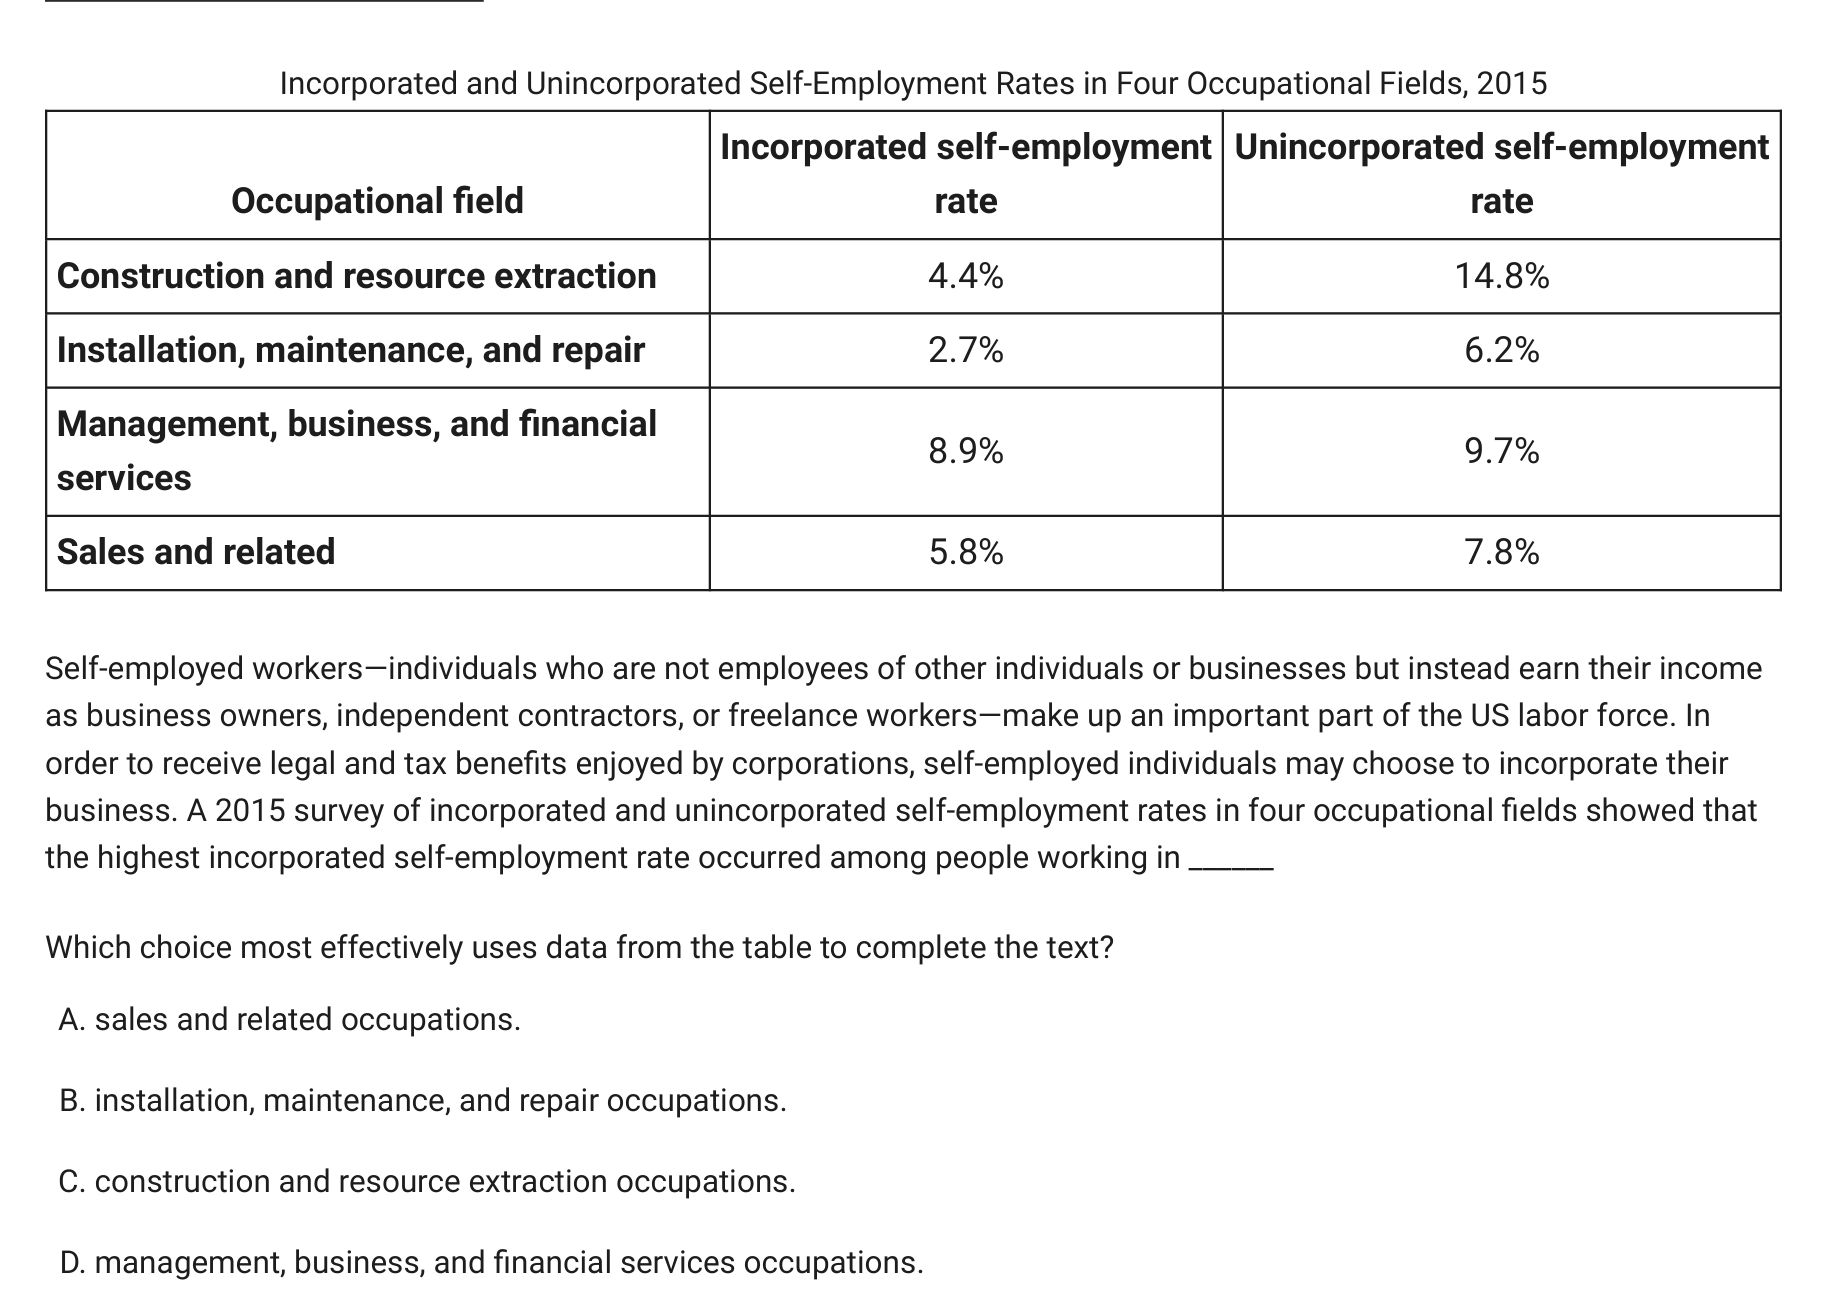 Incorporated and Unincorporated Self-Employment Rates in Four Occupational Fields, 2015
Occupational field | Incorporated self-employment rate | Unincorporated self-employment rate
Construction and resource extraction | 4.4% | 14.8%
Installation, maintenance, and repair | 2.7% | 6.2%
Management, business, and financial services | 8.9% | 9.7%
Sales and related | 5.8% | 7.8%
Self-employed workers—individuals who are not employees of other individuals or businesses but instead earn their income
as business owners, independent contractors, or freelance workers—make up an important part of the US labor force. In
order to receive legal and tax benefits enjoyed by corporations, self-employed individuals may choose to incorporate their
business. A 2015 survey of incorporated and unincorporated self-employment rates in four occupational fields showed that
the highest incorporated self-employment rate occurred among people working in ______
Which choice most effectively uses data from the table to complete the text?
A. sales and related occupations.
B. installation, maintenance, and repair occupations.
C. construction and resource extraction occupations.
D. management, business, and financial services occupations.